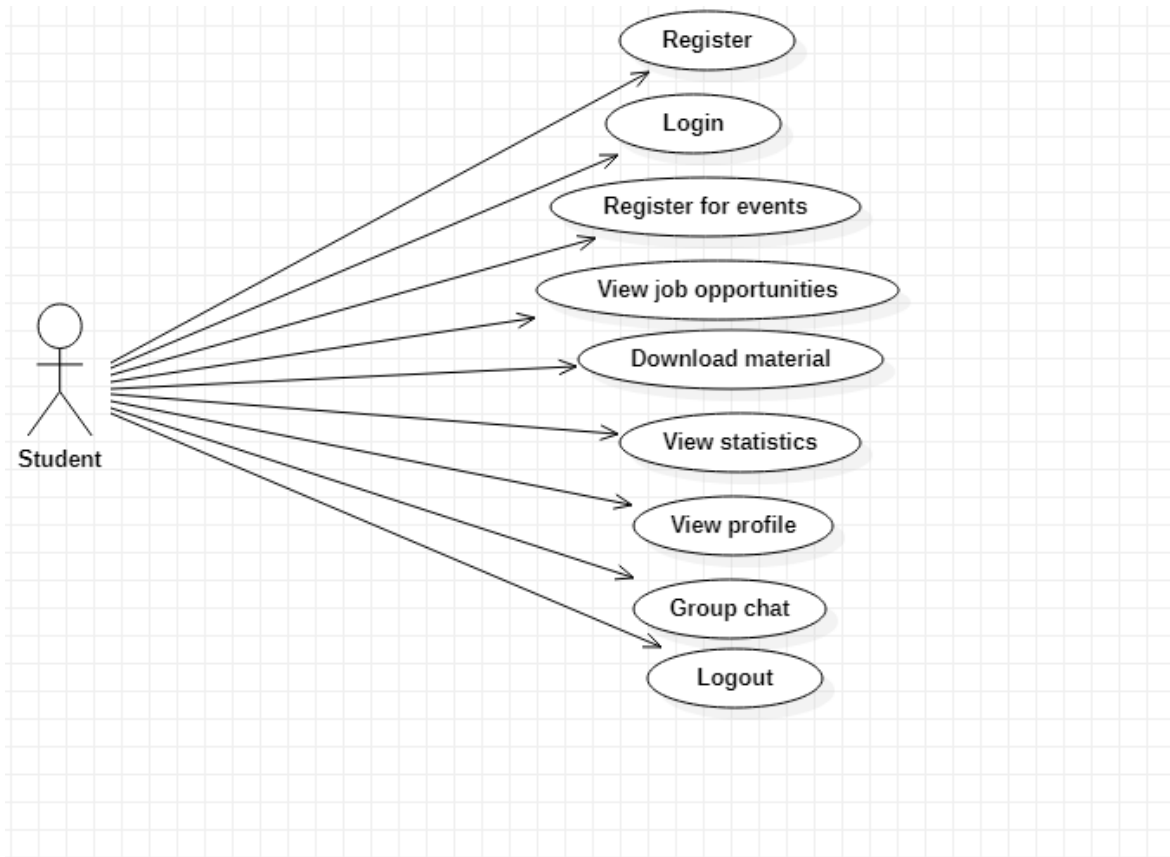 Register
Login
Register for events
View job opportunities
Download material
View statistics
View profile
Group chat
Logout
Student